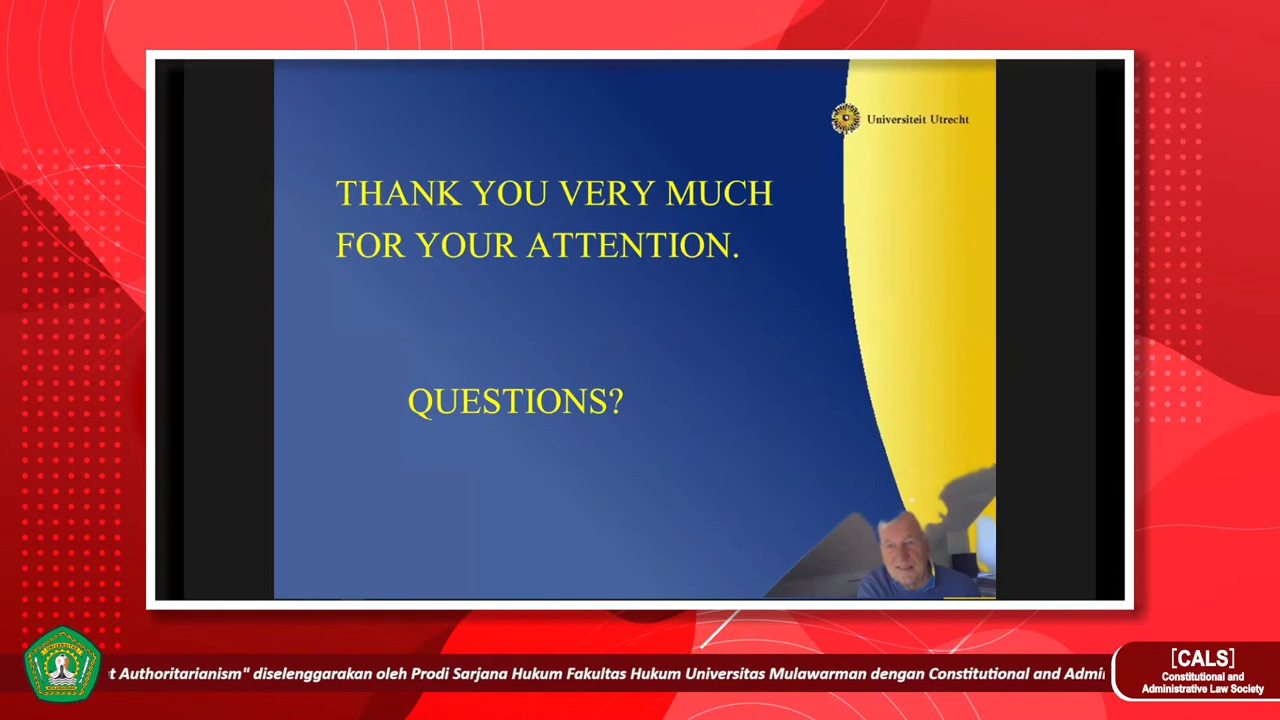 Universiteit Utrecht
THANK YOU VERY MUCH
FOR YOUR ATTENTION.
QUESTIONS?
t Authoritarianism" diselenggarakan oleh Prodi Sarjana Hukum Fakultas Hukum Universitas Mulawarman dengan Constitutional and Admi
[CALS]
Constitutional and
Administrative Law Society